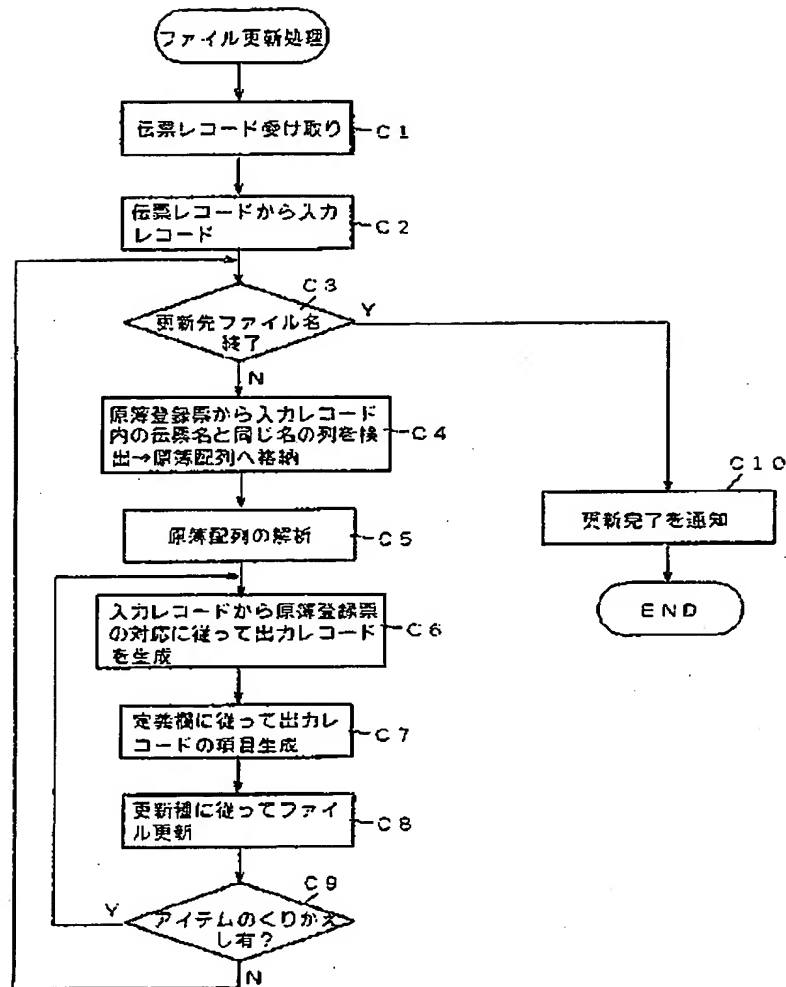 ファイル更新処理
伝票レコード受け取り
C1
伝票レコードから入力
レコード
C2
C3
更新先ファイル名
終了
Y
N
原簿登録票から入力レコード
内の伝票名と同じ名の列を検
出→原簿配列へ格納
C4
原簿配列の解析
C5
入力レコードから原簿登録票
の対応に従って出力レコード
を生成
C6
定義欄に従って出力レ
コードの項目生成
C7
更新種に従ってファイ
ル更新
C8
C9
アイテムのくりかえ
し有?
Y
N
C10
更新完了を通知
END